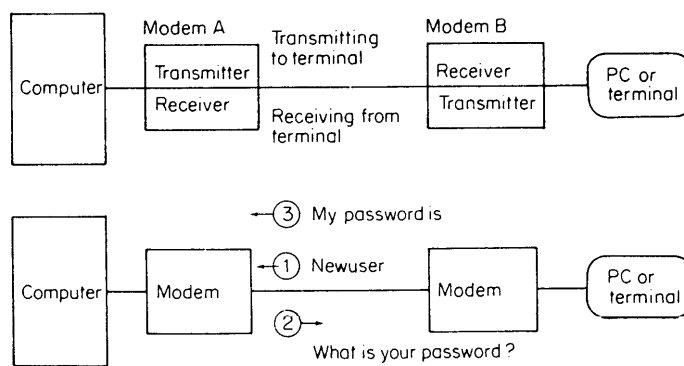 Modem A
Modem B
Transmitting
to terminal
Computer
Transmitter
Receiver
Receiving from
terminal
Receiver
Transmitter
PC or
terminal
③ My password is
① Newuser
Computer
Modem
Modem
PC or
terminal
②
What is your password?